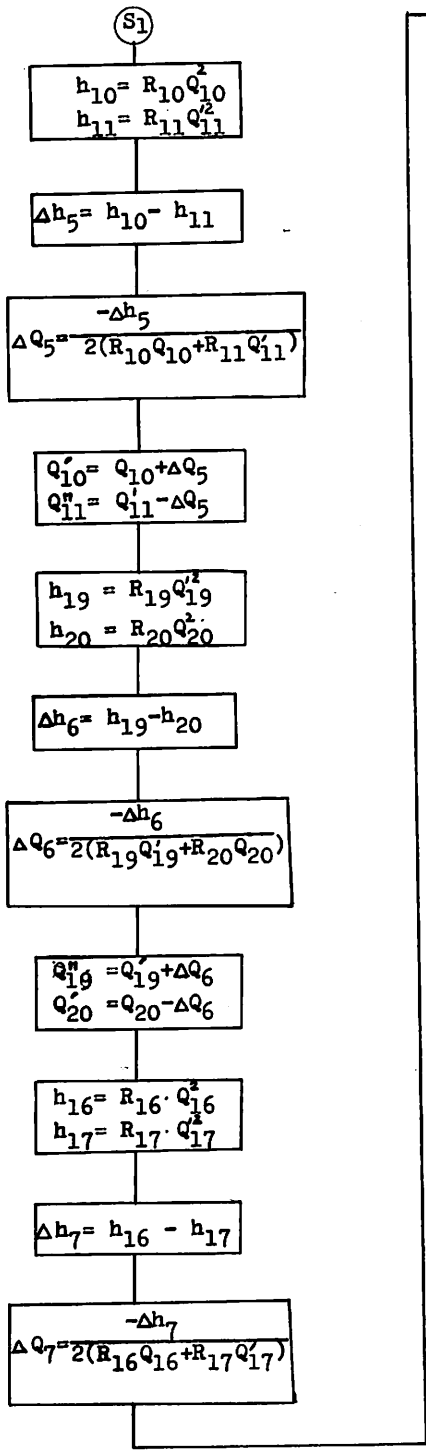 S1
h10 = R10Q10²
h11 = R11Q'11²
Δh5 = h10 - h11
-Δh5
ΔQ5 = 2(R10Q10+R11Q'11)
Q'10 = Q10+ΔQ5
Q"11 = Q'11-ΔQ5
h19 = R19Q'19²
h20 = R20Q20²
Δh6 = h19-h20
-Δh6
ΔQ6 = 2(R19Q'19+R20Q20)
Q"19 = Q'19+ΔQ6
Q'20 = Q20-ΔQ6
h16 = R16. Q16²
h17 = R17. Q'17²
Δh7 = h16 - h17
-Δh7
ΔQ7 = 2(R16Q16+R17Q'17)